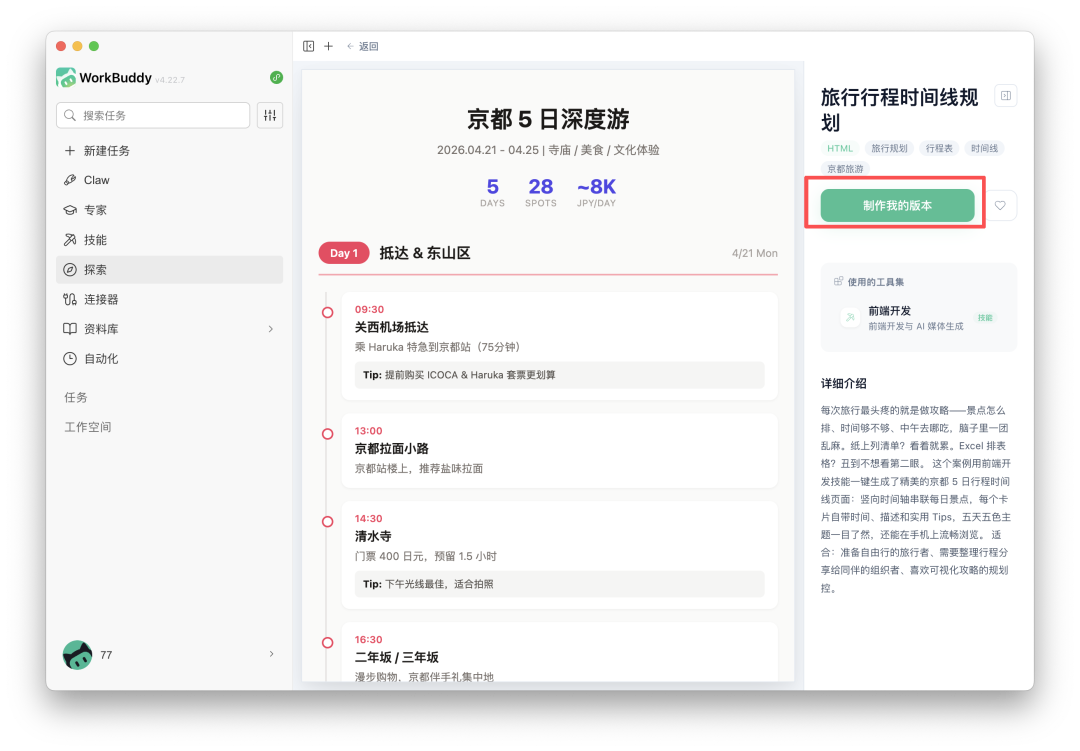 WorkBuddy v4.22.7
搜索任务
新建任务
Claw
专家
技能
探索
连接器
资料库
自动化
任务
工作空间
77
返回
京都 5 日深度游
2026.04.21 - 04.25 | 寺庙 / 美食 / 文化体验
5 28 ~8K
DAYS SPOTS JPY/DAY
Day 1 抵达 & 东山区 4/21 Mon
09:30
关西机场抵达
乘 Haruka 特急到京都站（75分钟）
Tip: 提前购买 ICOCA & Haruka 套票更划算
13:00
京都拉面小路
京都站楼上，推荐盐味拉面
14:30
清水寺
门票 400 日元，预留 1.5 小时
Tip: 下午光线最佳，适合拍照
16:30
二年坂 / 三年坂
漫步购物、京都伴手礼集中地
旅行行程时间线规
划
HTML 旅行规划 行程表 时间线
京都旅游
制作我的版本
使用的工具集
前端开发
前端开发与 AI 媒体生成
技能
详细介绍
每次旅行最头疼的就是做攻略——景点怎么
排、时间够不够、中午去哪吃，脑子里一团
乱麻。纸上列清单？看着就累。Excel 排表
格？丑到不想看第二眼。 这个案例用前端开
发技能一键生成了精美的京都 5 日行程时间
线页面：竖向时间轴串联每日景点，每个卡
片自带时间、描述和实用 Tips，五天五色主
题一目了然，还能在手机上流畅浏览。 适
合：准备自由行的旅行者、需要整理行程分
享给同伴的组织者、喜欢可视化攻略的规划
控。